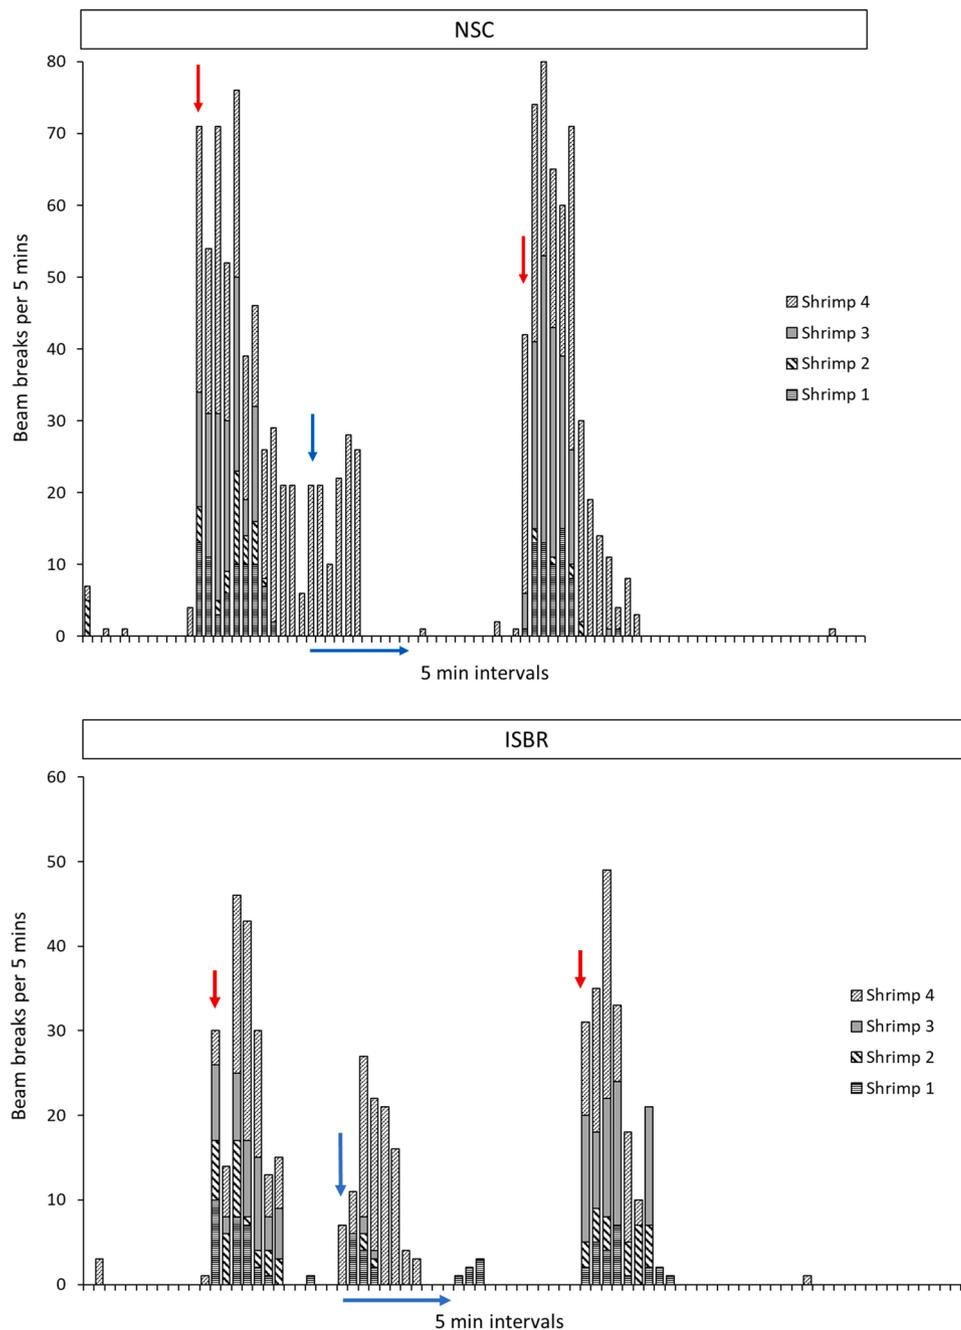 NSC
80
70
60
50
40
30
20
10
0
Beam breaks per 5 mins
Shrimp 4
Shrimp 3
Shrimp 2
Shrimp 1
5 min intervals
ISBR
60
50
40
30
20
10
0
Beam breaks per 5 mins
Shrimp 4
Shrimp 3
Shrimp 2
Shrimp 1
5 min intervals